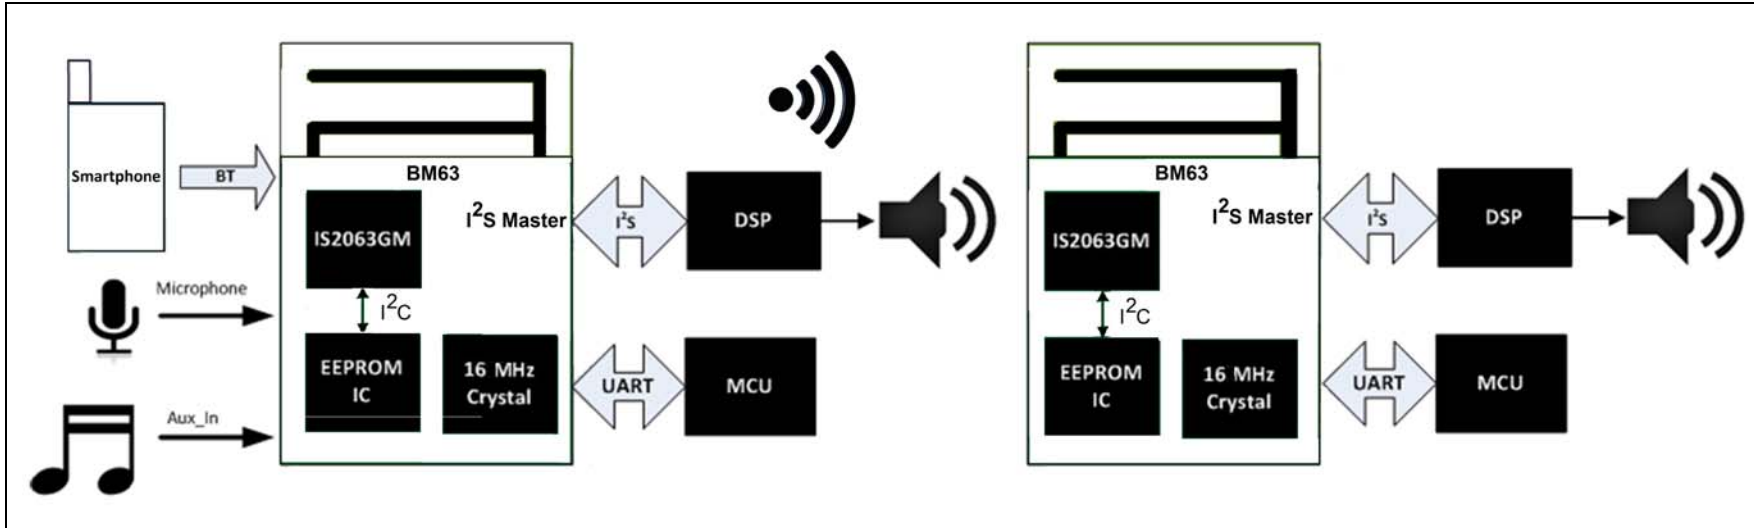 Smartphone
BT
Microphone
Aux_In
BM63
I²S Master
IS2063GM
I²C
EEPROM
IC
16 MHz
Crystal
I²S
DSP
UART
MCU
BM63
I²S Master
IS2063GM
I²C
EEPROM
IC
16 MHz
Crystal
I²S
DSP
UART
MCU